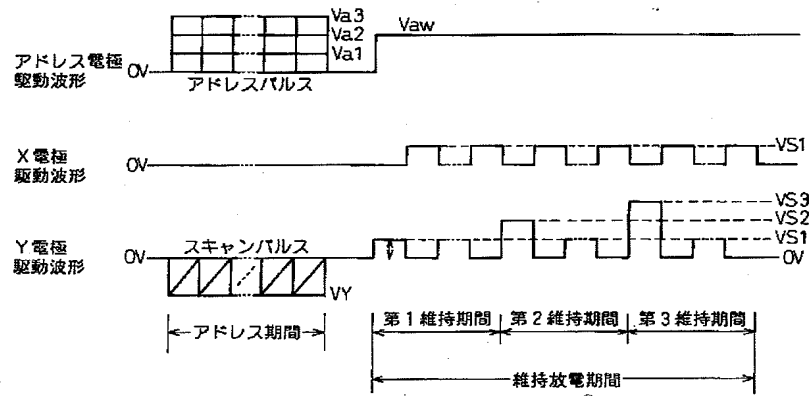 アドレス電極
駆動波形
0V
Va3
Va2
Va1
アドレスパルス
Vaw
X電極
駆動波形
0V
VS1
Y電極
駆動波形
0V
スキャンパルス
VY
VS3
VS2
VS1
0V
アドレス期間
第1維持期間
第2維持期間
第3維持期間
維持放電期間